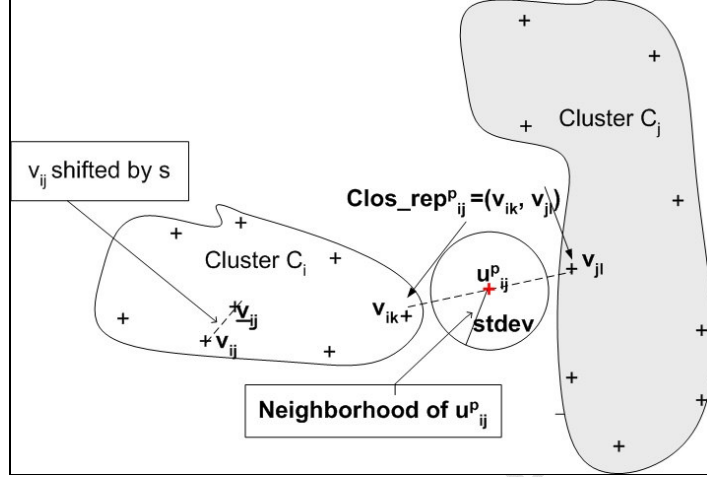 Cluster C_j
v_ij shifted by s
Clos_rep^p_ij=(v_ik, v_jl)
Cluster C_i
u^p_ij
v_jl
v_ik
v_ij
stdev
v_ij
Neighborhood of u^p_ij